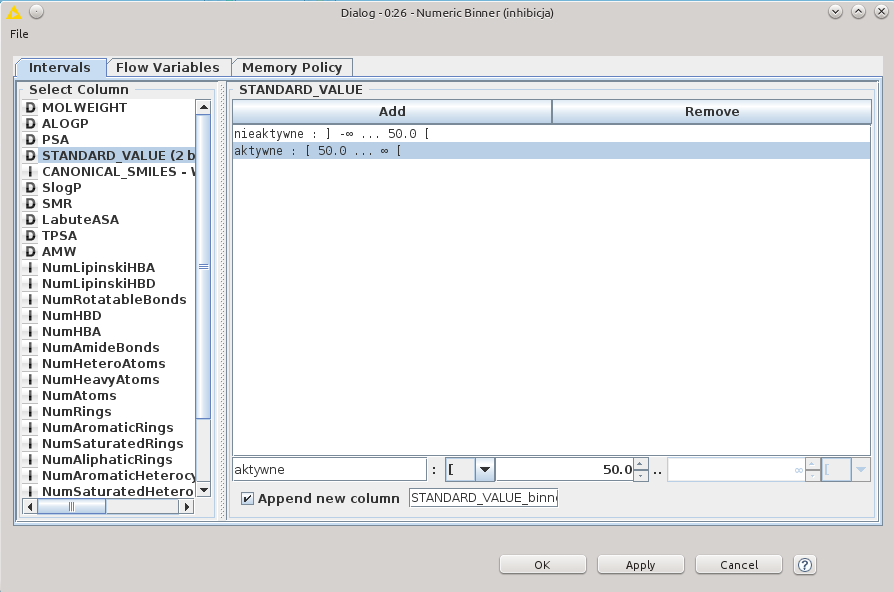 Dialog - 0:26 - Numeric Binner (inhibicja)
File
Intervals Flow Variables Memory Policy
Select Column
D MOLWEIGHT
D ALOGP
D PSA
D STANDARD_VALUE (2 b
I CANONICAL_SMILES -
D SlogP
D SMR
D LabuteASA
D TPSA
D AMW
I NumLipinskiHBA
I NumLipinskiHBD
I NumRotatableBonds
I NumHBD
I NumHBA
I NumAmideBonds
I NumHeteroAtoms
I NumHeavyAtoms
I NumAtoms
I NumRings
I NumAromaticRings
I NumSaturatedRings
I NumAliphaticRings
I NumAromaticHeterocy
I NumSaturatedHetero
STANDARD_VALUE
Add Remove
nieaktywne : ] -∞ ... 50.0 [
aktywne : [ 50.0 ... ∞ [
aktywne : [ 50.0 .. ∞ [
Append new column STANDARD_VALUE_binn
OK Apply Cancel ?